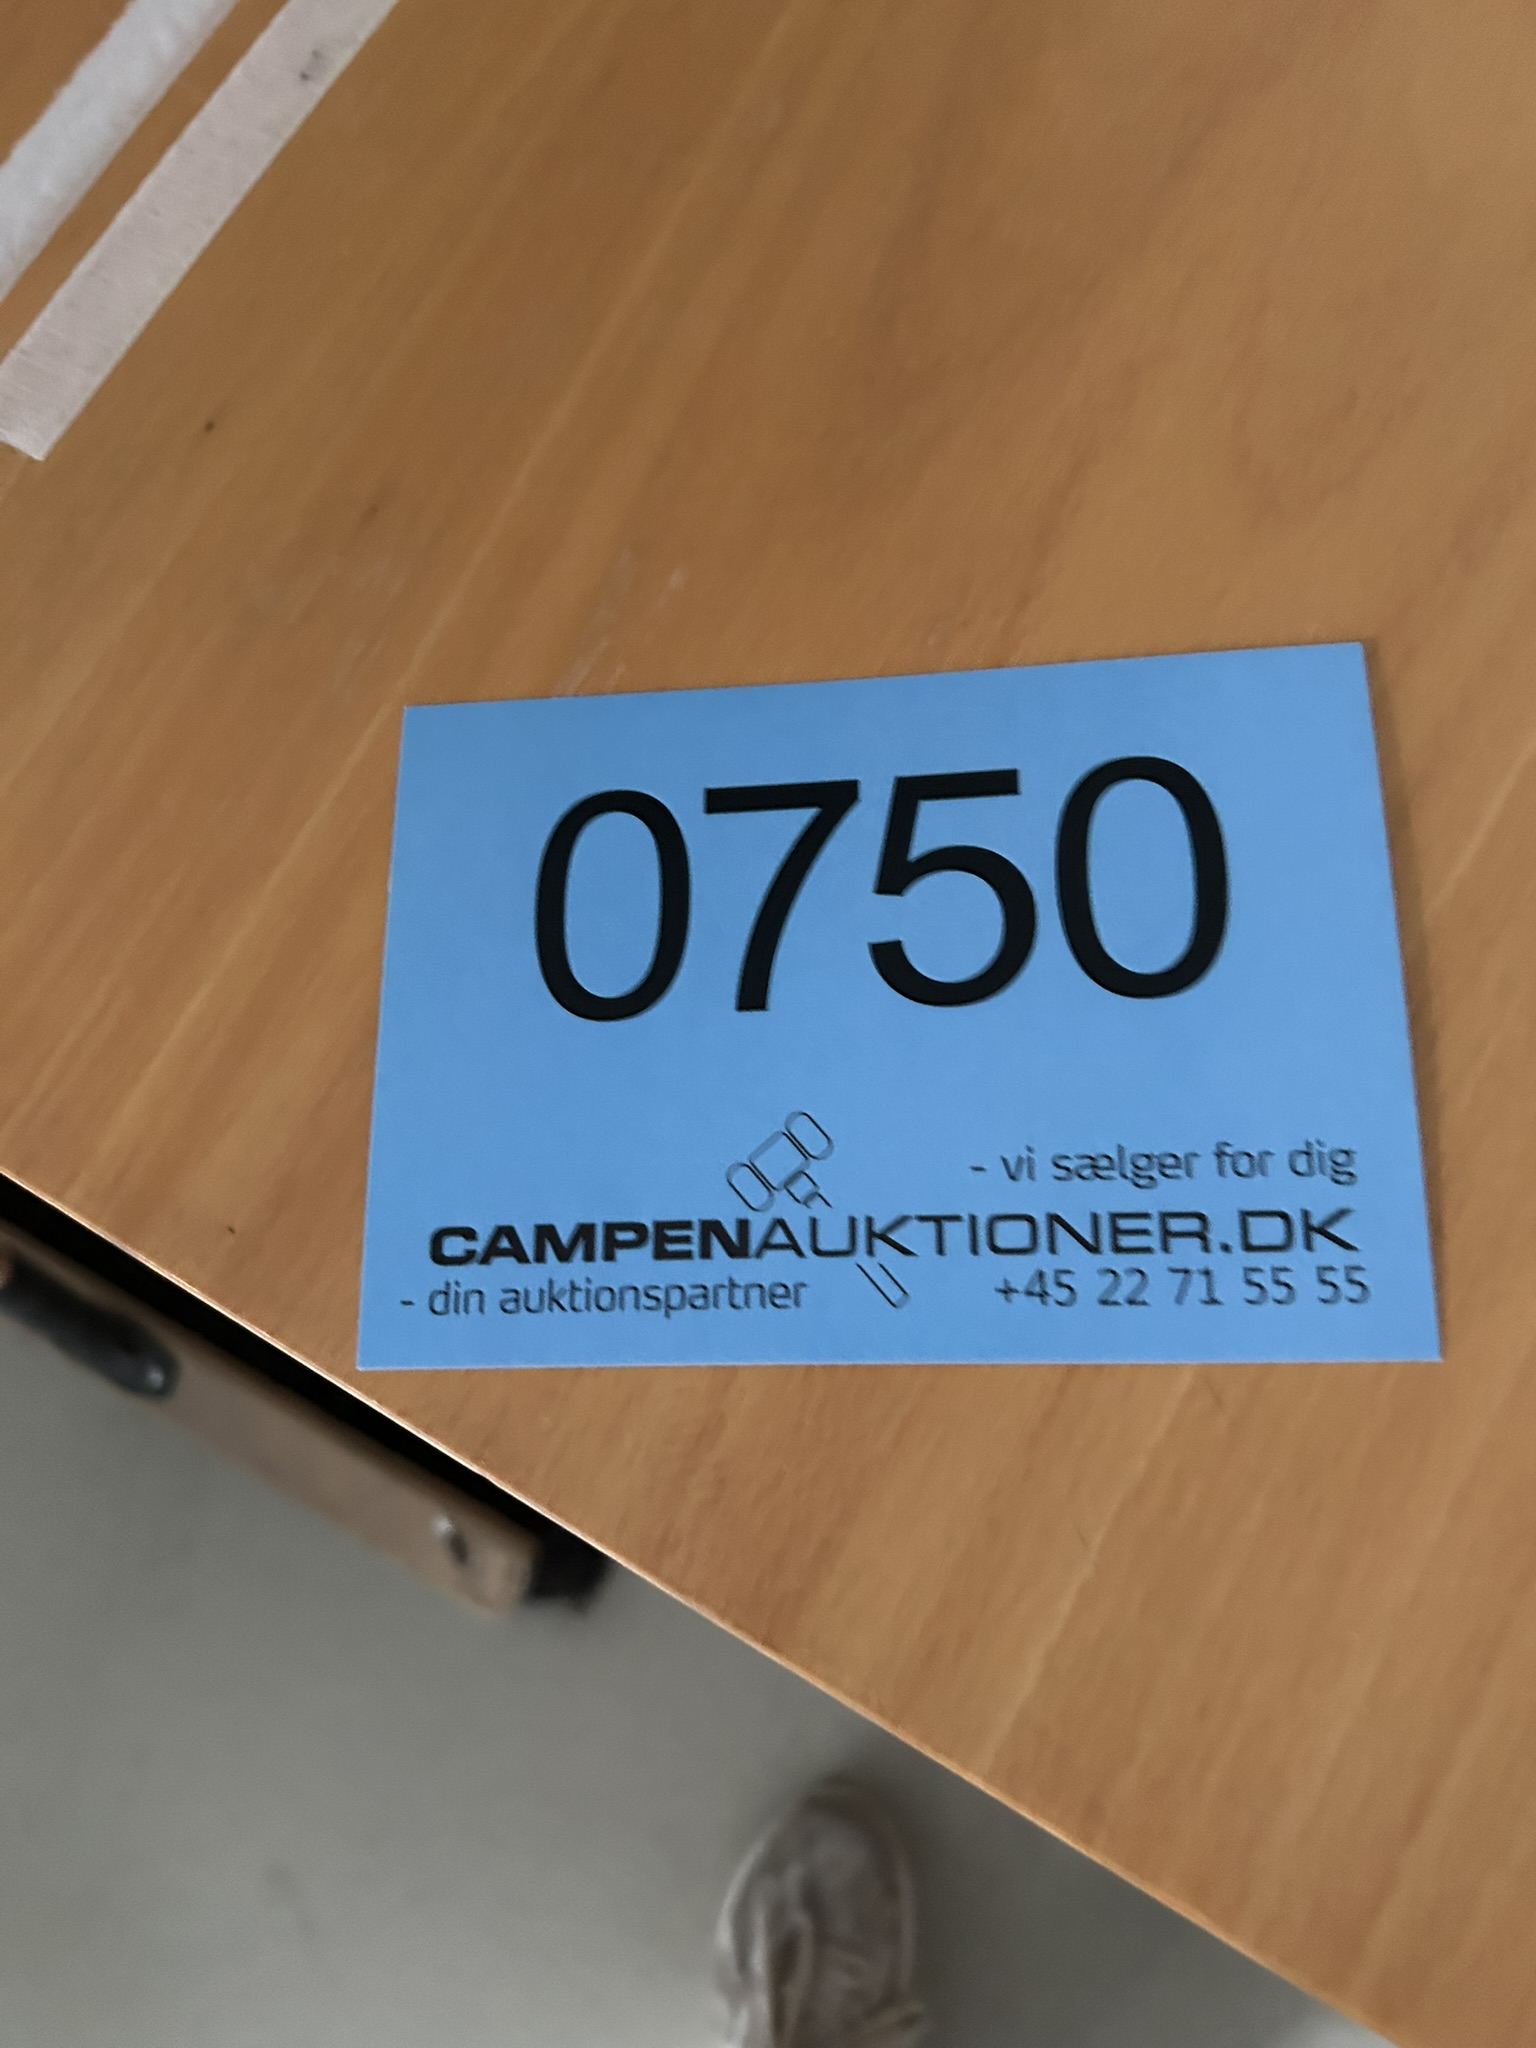 0750
- vi sælger for dig
CAMPENAUKTIONER.DK
- din auktionspartner +45 22 71 55 55